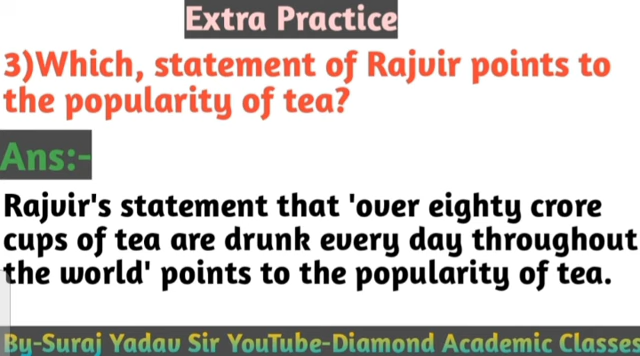 Extra Practice
3)Which, statement of Rajvir points to
the popularity of tea?
Ans:-
Rajvir's statement that 'over eighty crore
cups of tea are drunk every day throughout
the world' points to the popularity of tea.
By-Suraj Yadav Sir YouTube-Diamond Academic Classes